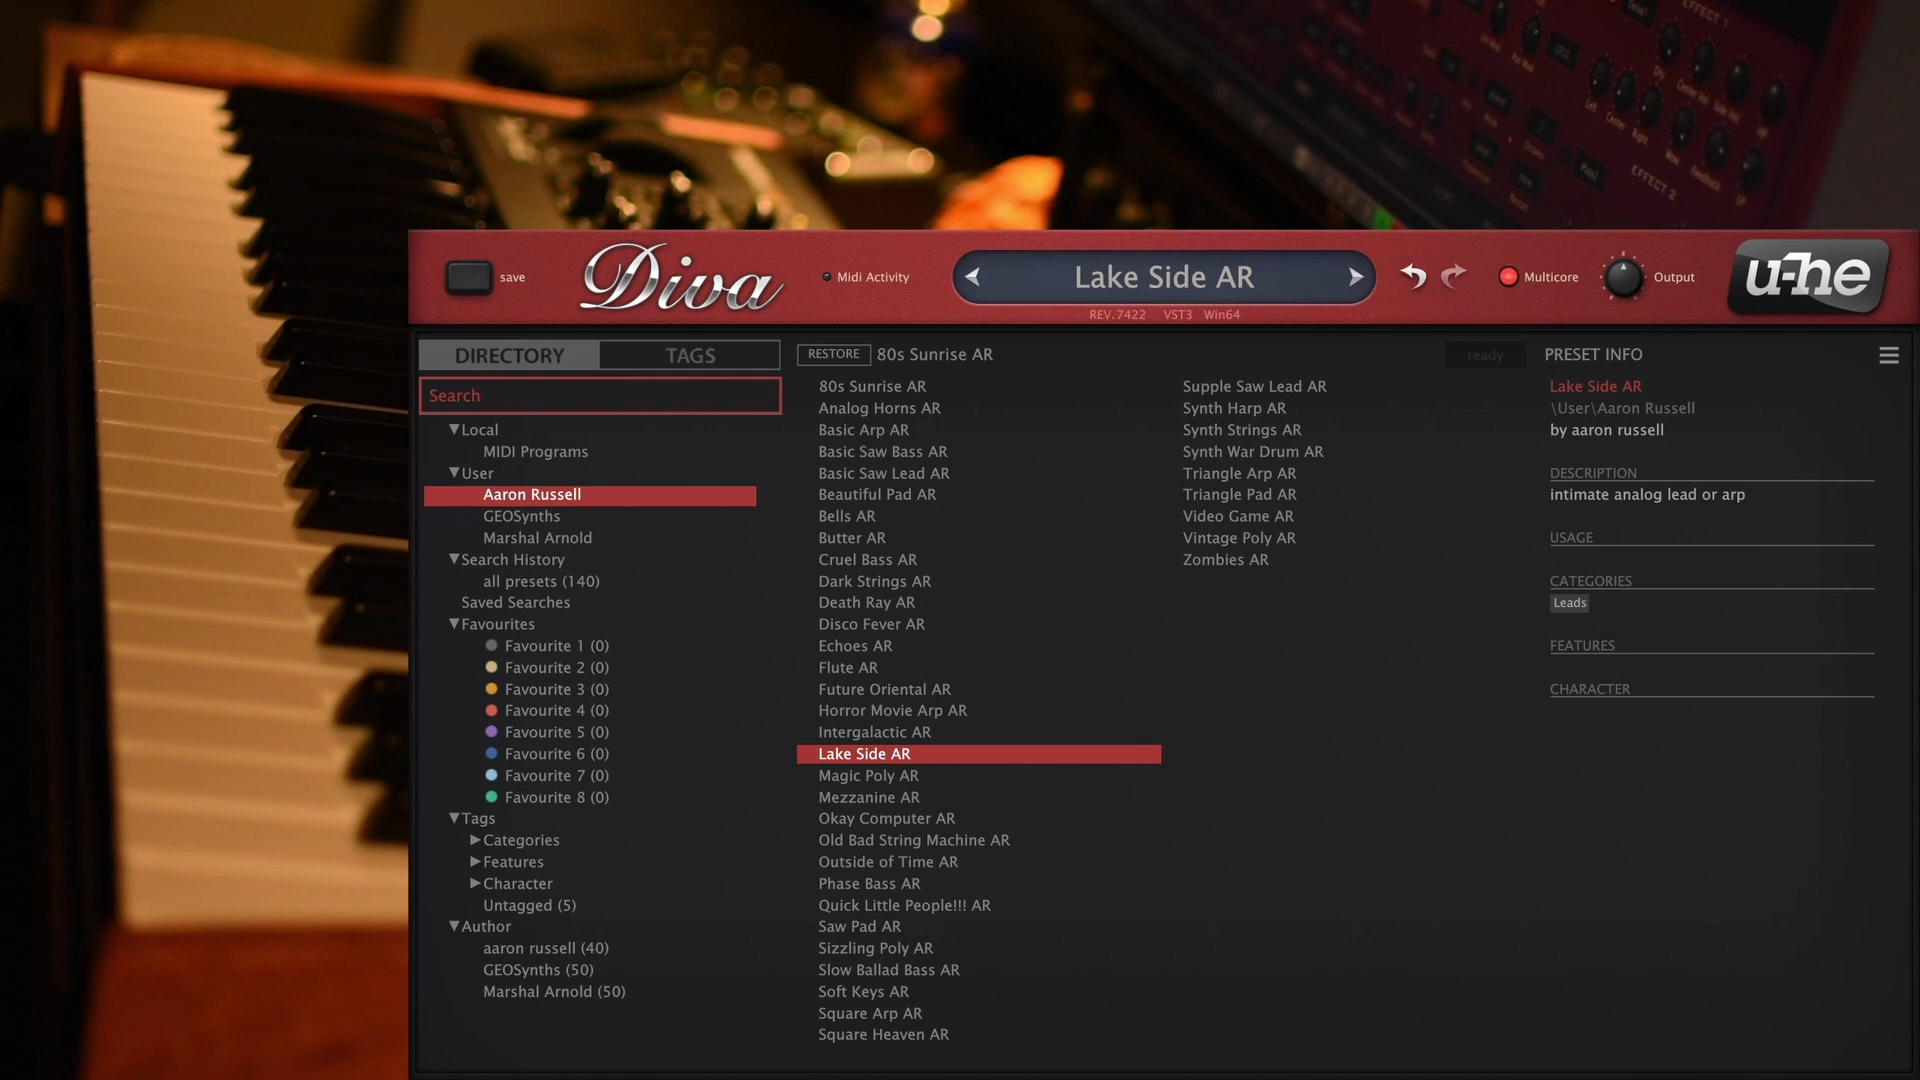 EFFECT 1
EFFECT 2
save
Diva
Midi Activity
Lake Side AR
REV.7422 VST3 Win64
Multicore
Output
u-he
DIRECTORY
TAGS
Search
Local
MIDI Programs
User
Aaron Russell
GEOSynths
Marshal Arnold
Search History
all presets (140)
Saved Searches
Favourites
Favourite 1 (0)
Favourite 2 (0)
Favourite 3 (0)
Favourite 4 (0)
Favourite 5 (0)
Favourite 6 (0)
Favourite 7 (0)
Favourite 8 (0)
Tags
Categories
Features
Character
Untagged (5)
Author
aaron russell (40)
GEOSynths (50)
Marshal Arnold (50)
RESTORE 80s Sunrise AR
ready
80s Sunrise AR
Analog Horns AR
Basic Arp AR
Basic Saw Bass AR
Basic Saw Lead AR
Beautiful Pad AR
Bells AR
Butter AR
Cruel Bass AR
Dark Strings AR
Death Ray AR
Disco Fever AR
Echoes AR
Flute AR
Future Oriental AR
Horror Movie Arp AR
Intergalactic AR
Lake Side AR
Magic Poly AR
Mezzanine AR
Okay Computer AR
Old Bad String Machine AR
Outside of Time AR
Phase Bass AR
Quick Little People!!! AR
Saw Pad AR
Sizzling Poly AR
Slow Ballad Bass AR
Soft Keys AR
Square Arp AR
Square Heaven AR
Supple Saw Lead AR
Synth Harp AR
Synth Strings AR
Synth War Drum AR
Triangle Arp AR
Triangle Pad AR
Video Game AR
Vintage Poly AR
Zombies AR
PRESET INFO
Lake Side AR
\User\Aaron Russell
by aaron russell
DESCRIPTION
intimate analog lead or arp
USAGE
CATEGORIES
Leads
FEATURES
CHARACTER